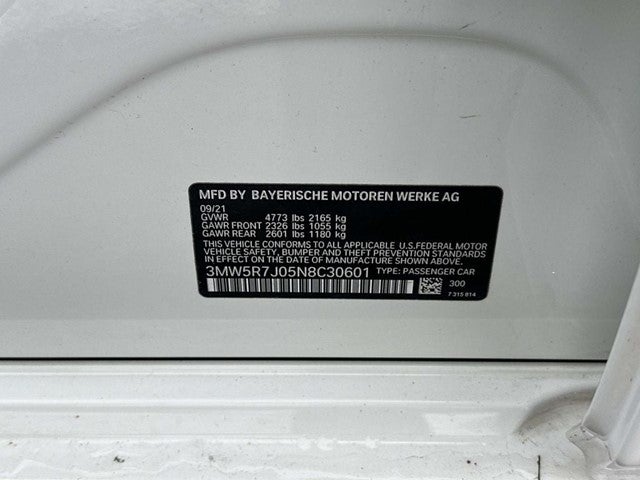 MFD BY BAYERISCHE MOTOREN WERKE AG
09/21
GVWR 4773 lbs 2165 kg
GAWR FRONT 2326 lbs 1055 kg
GAWR REAR 2601 lbs 1180 kg
THIS VEHICLE CONFORMS TO ALL APPLICABLE U.S.FEDERAL MOTOR
VEHICLE SAFETY, BUMPER AND THEFT PREVENTION STANDARDS
IN EFFECT ON THE DATE OF MANUFACTURE SHOWN ABOVE.
3MW5R7J05N8C30601 TYPE: PASSENGER CAR
300
7 315 814